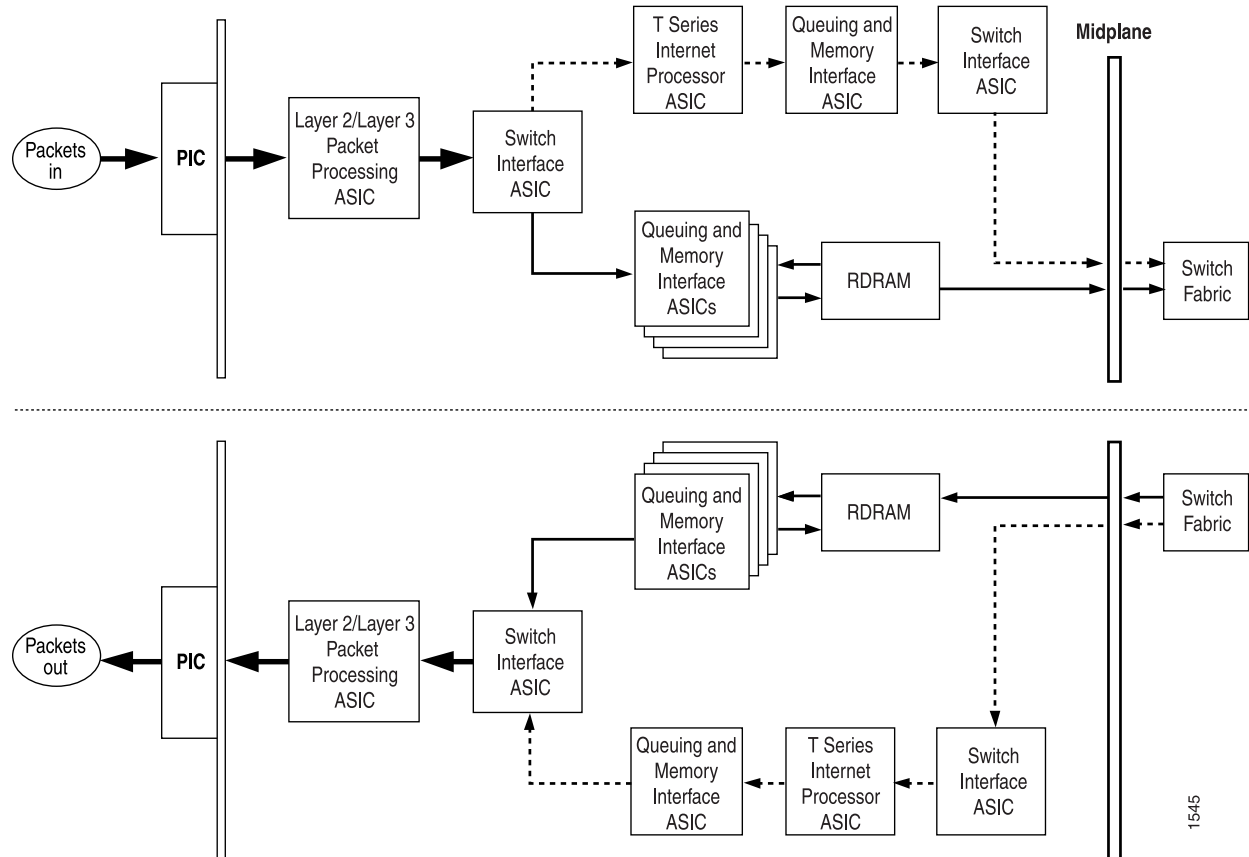 Midplane
T Series
Internet
Processor
ASIC
Queuing and
Memory
Interface
ASIC
Switch
Interface
ASIC
Packets
in
PIC
Layer 2/Layer 3
Packet
Processing
ASIC
Switch
Interface
ASIC
Queuing and
Memory
Interface
ASICs
RDRAM
Switch
Fabric
Queuing and
Memory
Interface
ASICs
RDRAM
Switch
Fabric
Packets
out
PIC
Layer 2/Layer 3
Packet
Processing
ASIC
Switch
Interface
ASIC
Queuing and
Memory
Interface
ASIC
T Series
Internet
Processor
ASIC
Switch
Interface
ASIC
1545